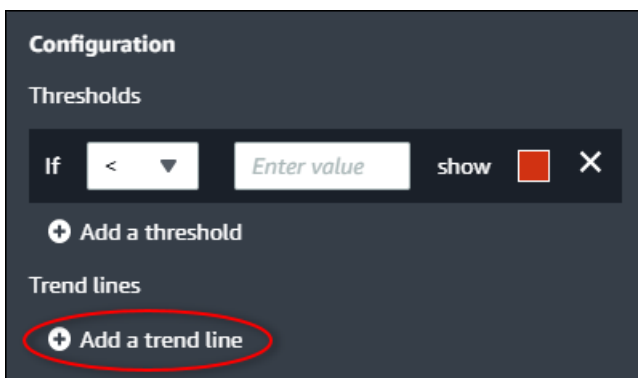 Configuration
Thresholds
If < Enter value show
Add a threshold
Trend lines
Add a trend line